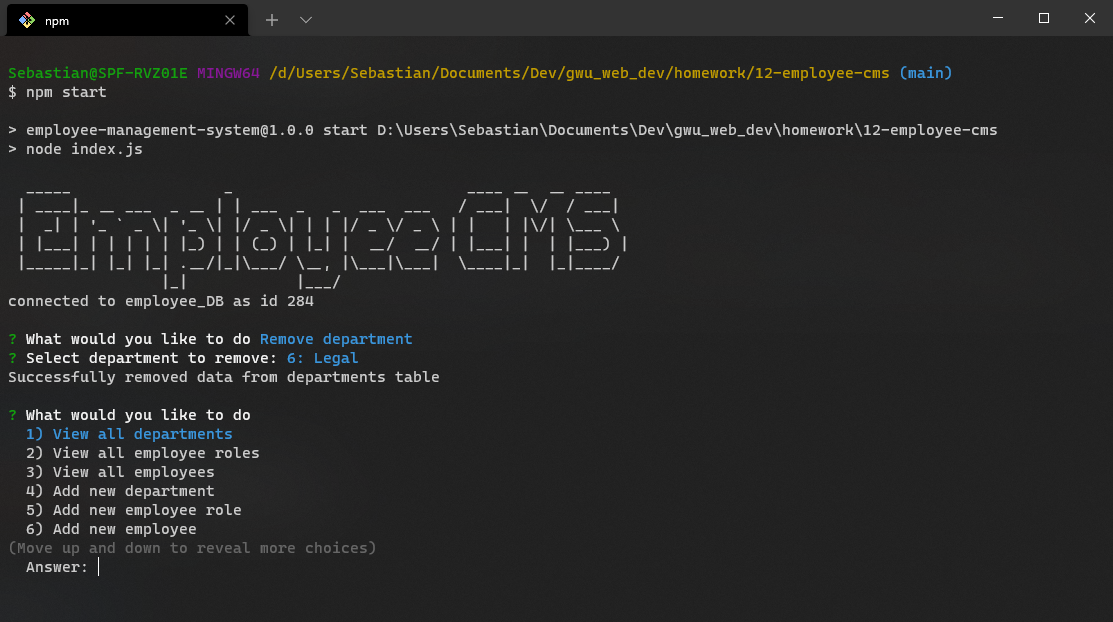 npm
Sebastian@SPF-RVZ01E MINGW64 /d/Users/Sebastian/Documents/Dev/gwu_web_dev/homework/12-employee-cms (main)
$ npm start
> employee-management-system@1.0.0 start D:\Users\Sebastian\Documents\Dev\gwu_web_dev\homework\12-employee-cms
> node index.js
Employee CMS
connected to employee_DB as id 284
? What would you like to do Remove department
? Select department to remove: 6: Legal
Successfully removed data from departments table
? What would you like to do
1) View all departments
2) View all employee roles
3) View all employees
4) Add new department
5) Add new employee role
6) Add new employee
(Move up and down to reveal more choices)
Answer: